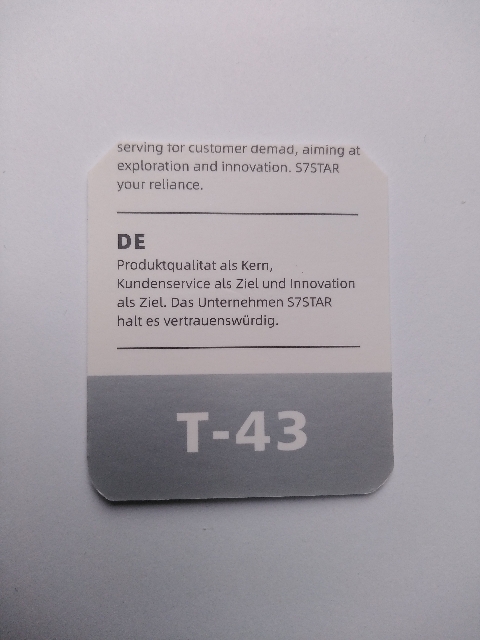 serving for customer demad, aiming at
exploration and innovation. S7STAR
your reliance.
DE
Produktqualitat als Kern,
Kundenservice als Ziel und Innovation
als Ziel. Das Unternehmen S7STAR
halt es vertrauenswürdig.
T-43